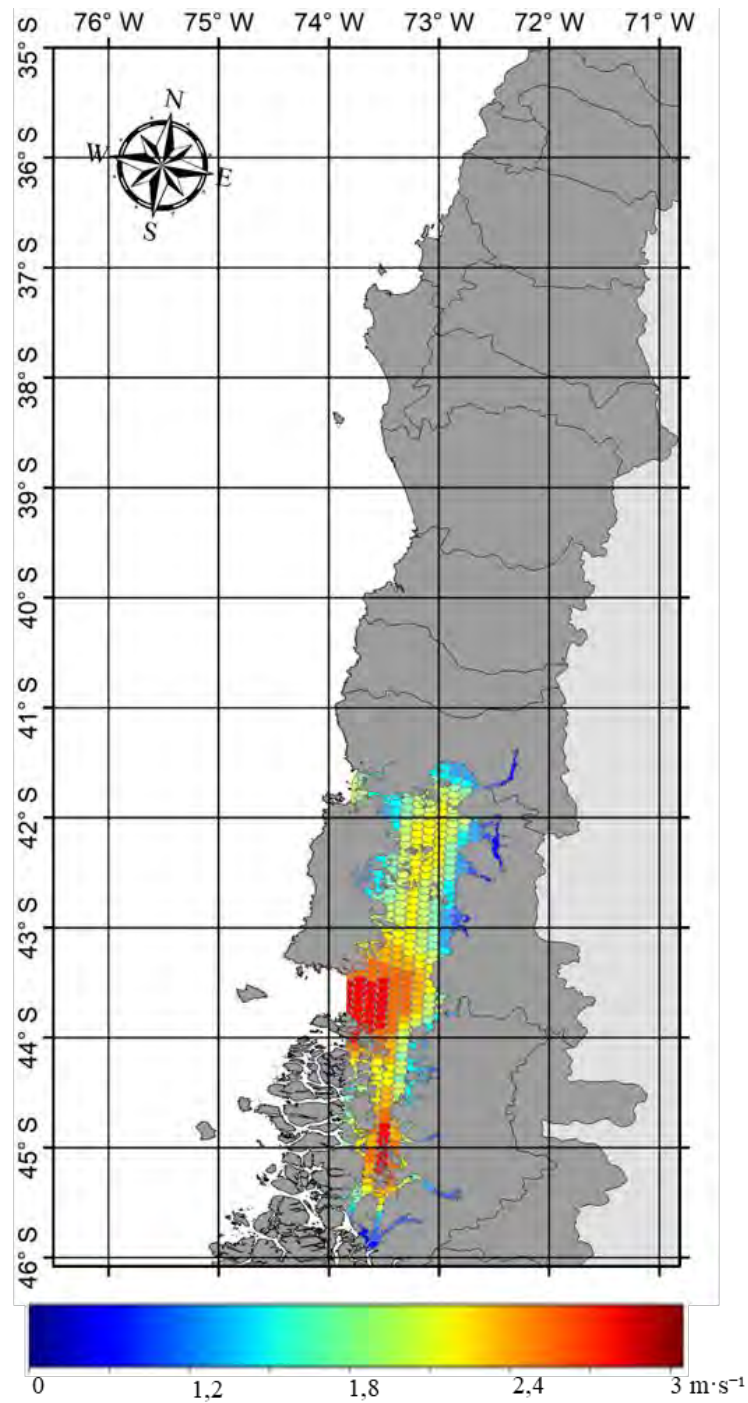 76° W 75° W 74° W 73° W 72° W 71° W
35° S
N
W
E
S
36° S
37° S
38° S
39° S
40° S
41° S
42° S
43° S
44° S
45° S
46° S
0 1,2 1,8 2,4 3 m·s⁻¹